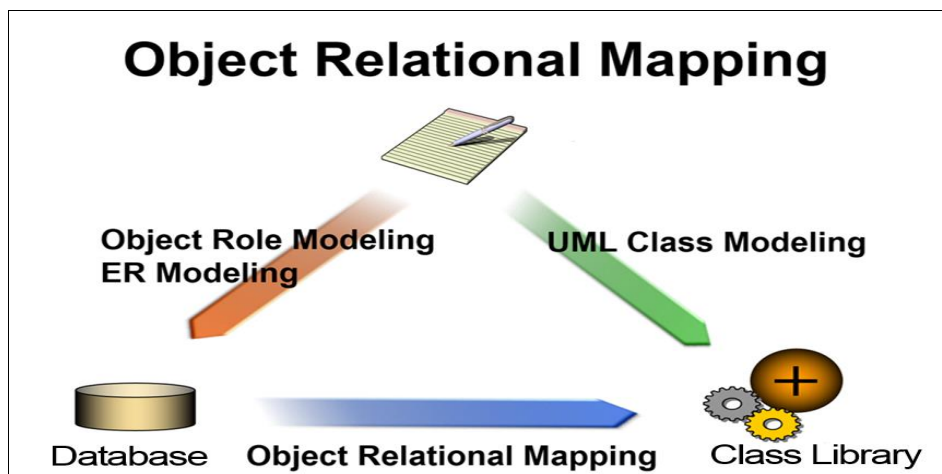 Object Relational Mapping
Object Role Modeling
ER Modeling
UML Class Modeling
Database
Object Relational Mapping
Class Library